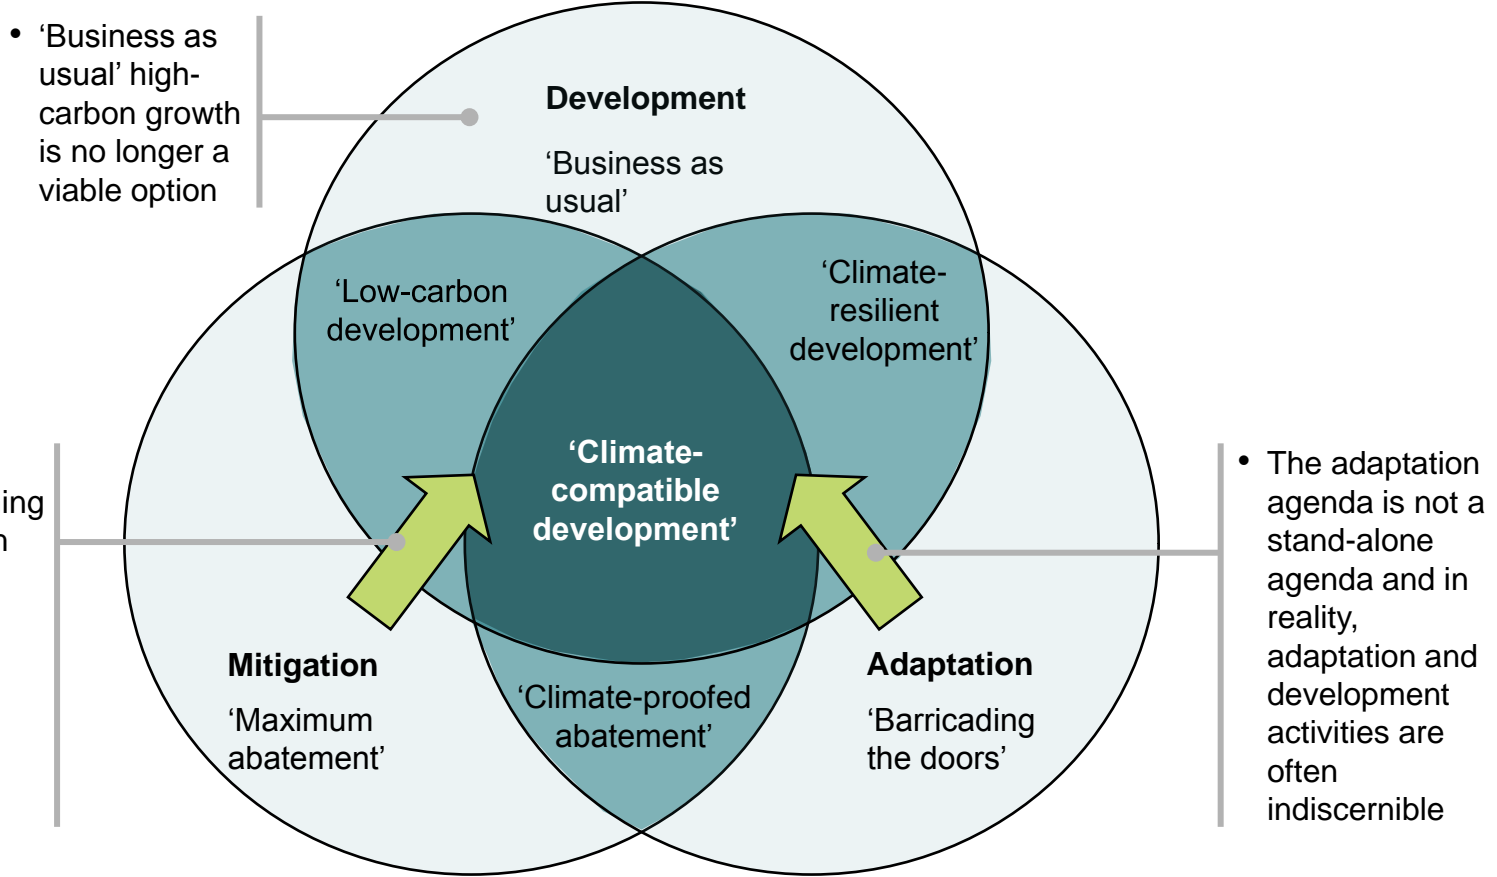 • ‘Business as
usual’ high-
carbon growth
is no longer a
viable option
Development
‘Business as
usual’
‘Low-carbon
development’
‘Climate-
resilient
development’
‘Climate-
compatible
development’
Mitigation
‘Maximum
abatement’
‘Climate-proofed
abatement’
Adaptation
‘Barricading
the doors’
• The adaptation
agenda is not a
stand-alone
agenda and in
reality,
adaptation and
development
activities are
often
indiscernible